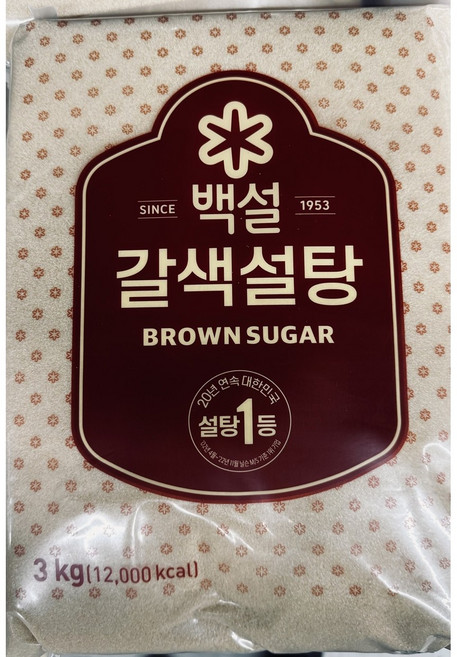 SINCE 백설 1953
갈색설탕
BROWN SUGAR
20년 연속 대한민국
설탕 1등
3 kg(12,000 kcal)